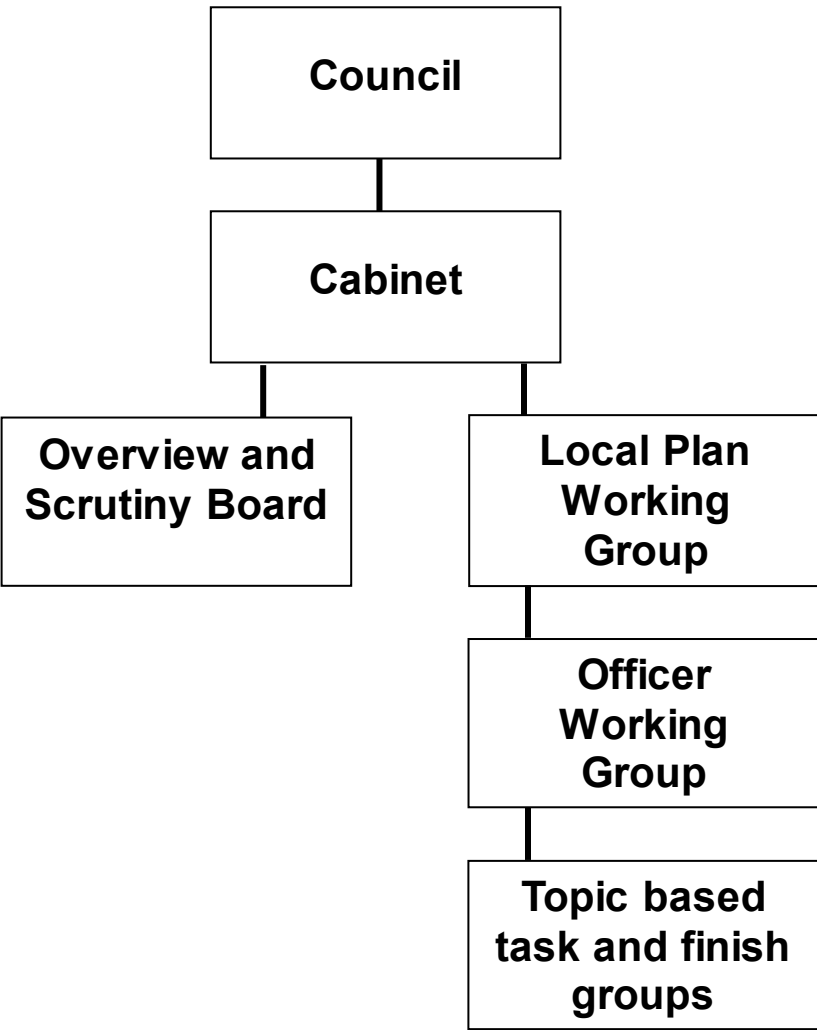 Council
Cabinet
Overview and
Scrutiny Board
Local Plan
Working
Group
Officer
Working
Group
Topic based
task and finish
groups